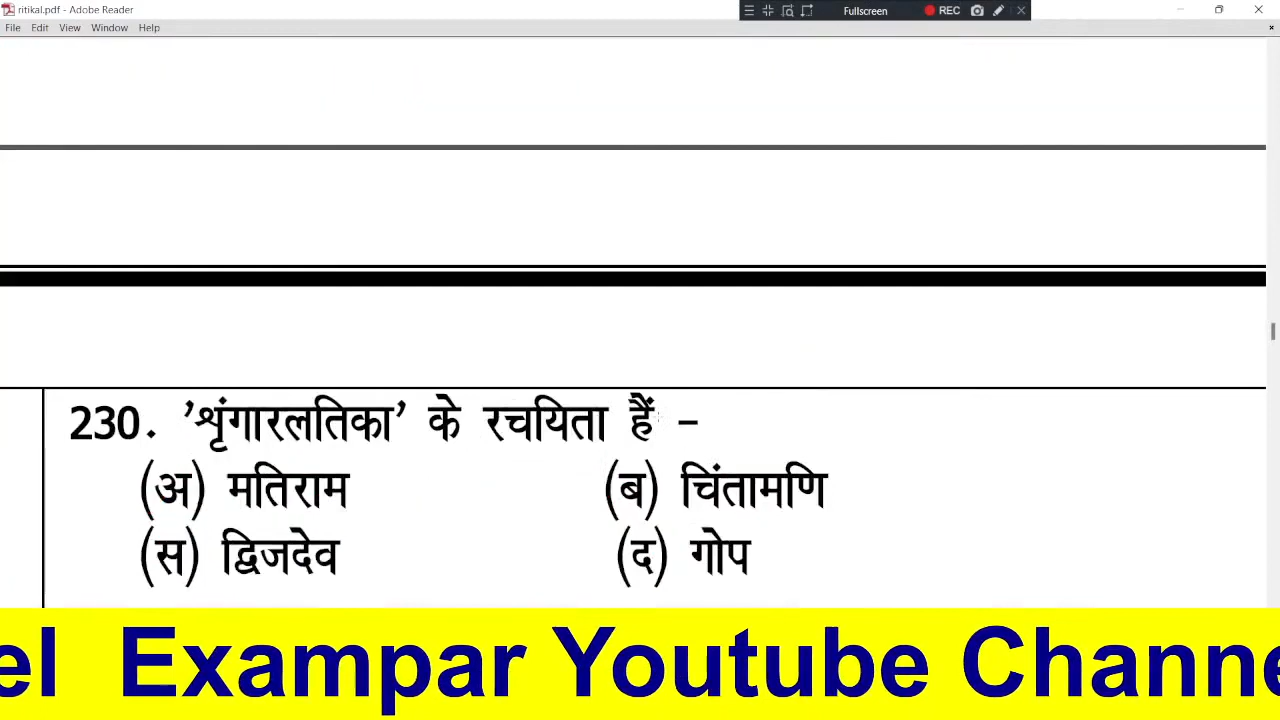 ritikal.pdf - Adobe Reader
Fullscreen REC
File Edit View Window Help
230. 'शृंगारलतिका' के रचयिता हैं -
(अ) मतिराम (ब) चिंतामणि
(स) द्विजदेव (द) गोप
el Exampar Youtube Channe